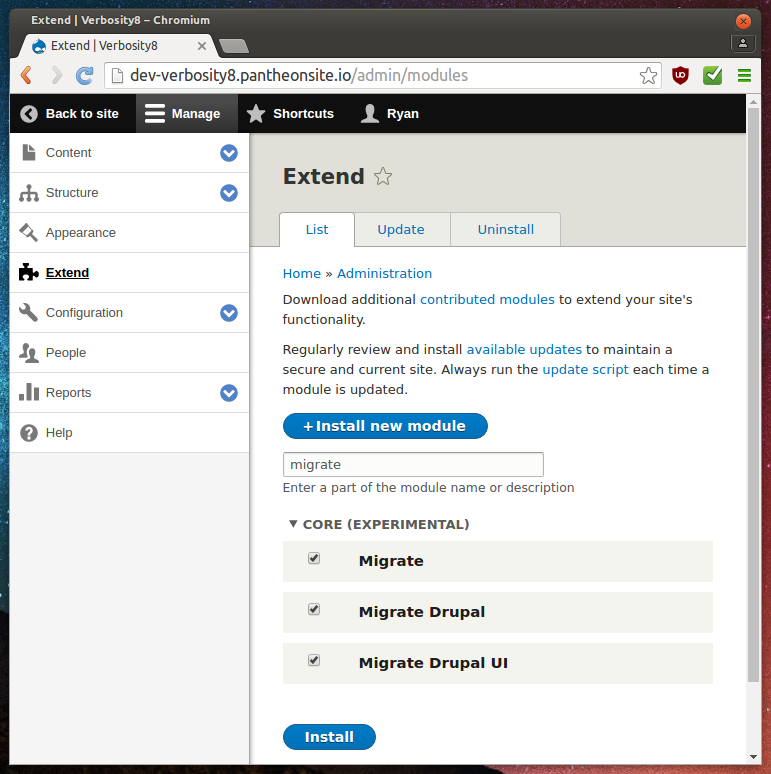 Extend | Verbosity8 – Chromium
Extend | Verbosity8
dev-verbosity8.pantheonsite.io/admin/modules
Back to site
Manage
Shortcuts
Ryan
Content
Structure
Appearance
Extend
Configuration
People
Reports
Help
Extend
List
Update
Uninstall
Home » Administration
Download additional contributed modules to extend your site's
functionality.
Regularly review and install available updates to maintain a
secure and current site. Always run the update script each time a
module is updated.
+Install new module
migrate
Enter a part of the module name or description
▼ CORE (EXPERIMENTAL)
Migrate
Migrate Drupal
Migrate Drupal UI
Install